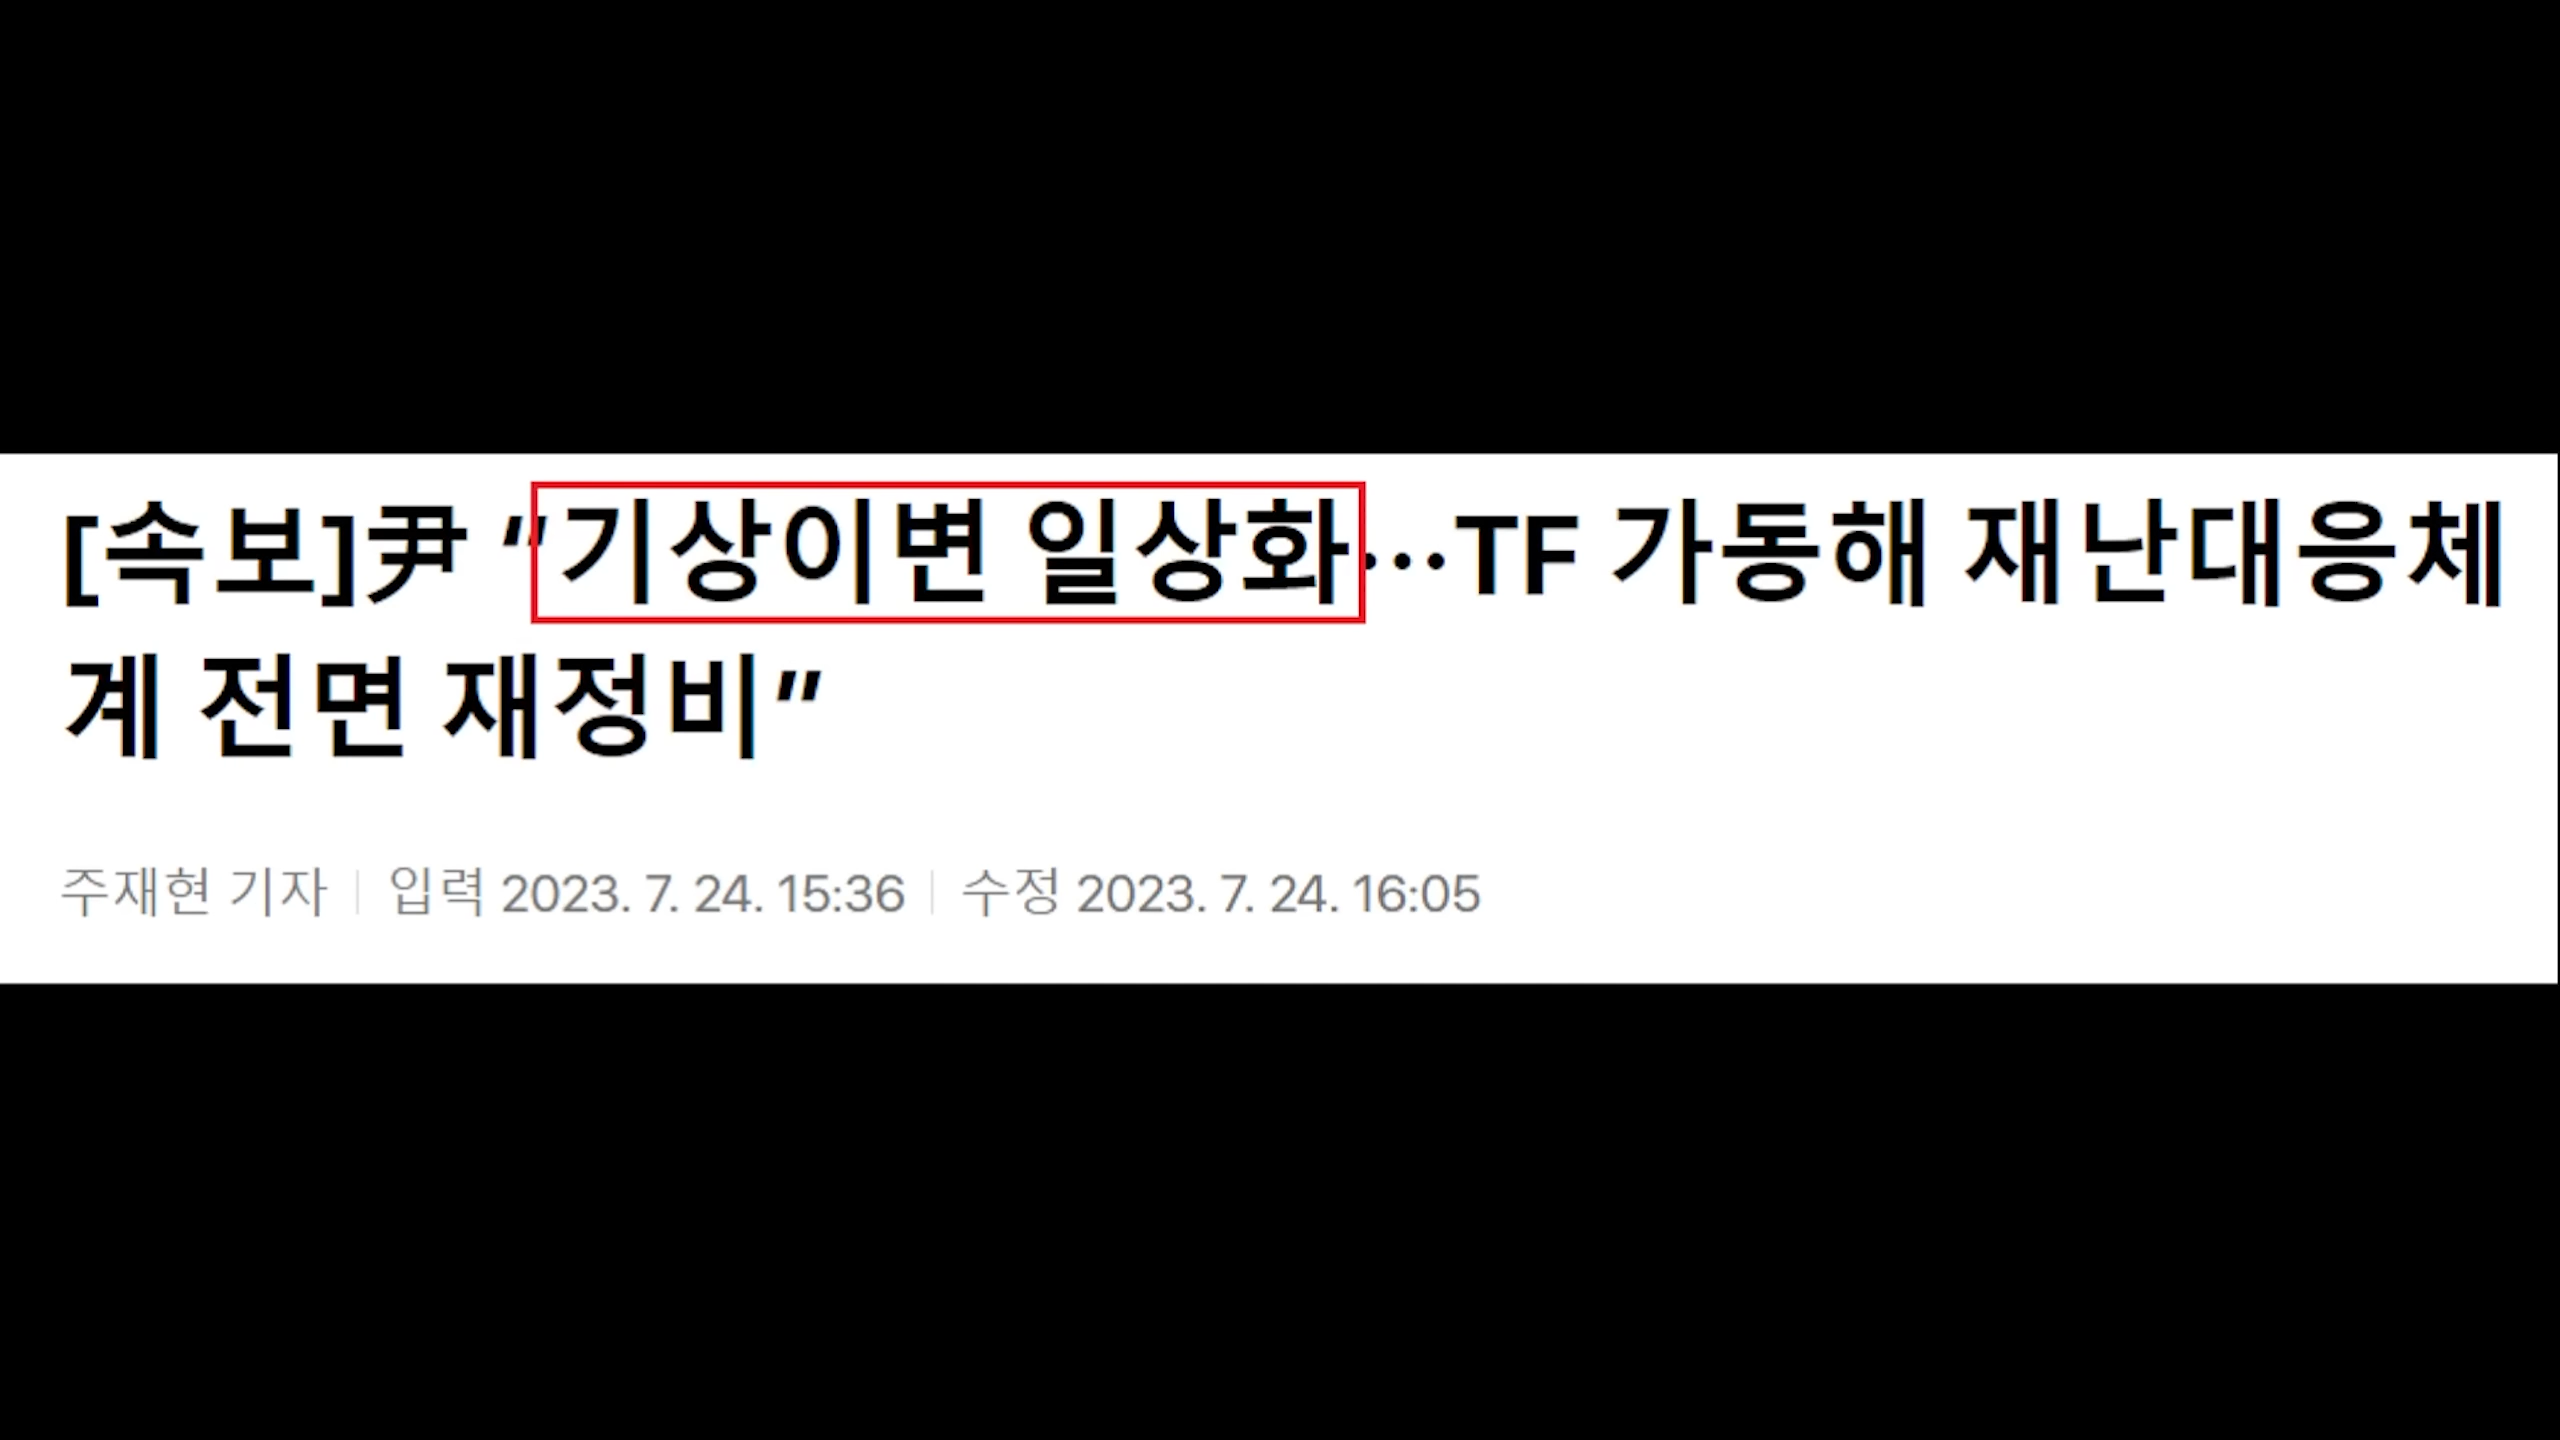 [속보]尹 "기상이변 일상화…TF 가동해 재난대응체
계 전면 재정비"
주재현 기자 | 입력 2023. 7. 24. 15:36 | 수정 2023. 7. 24. 16:05